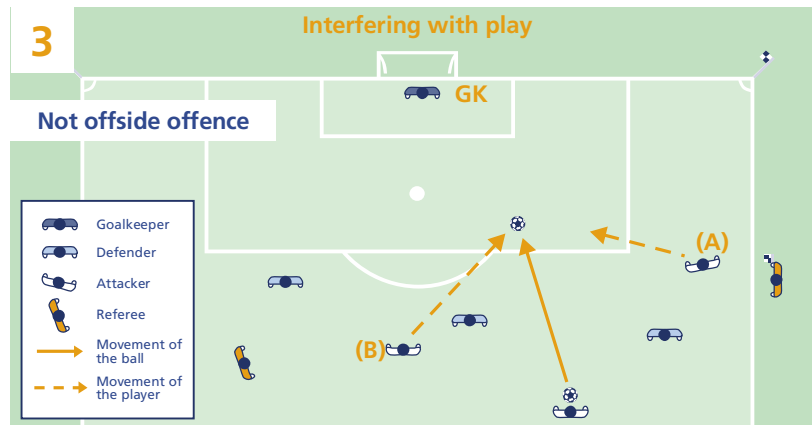 3
Interfering with play
GK
Not offside offence
(A)
(B)
Goalkeeper
Defender
Attacker
Referee
Movement of
the ball
Movement of
the player